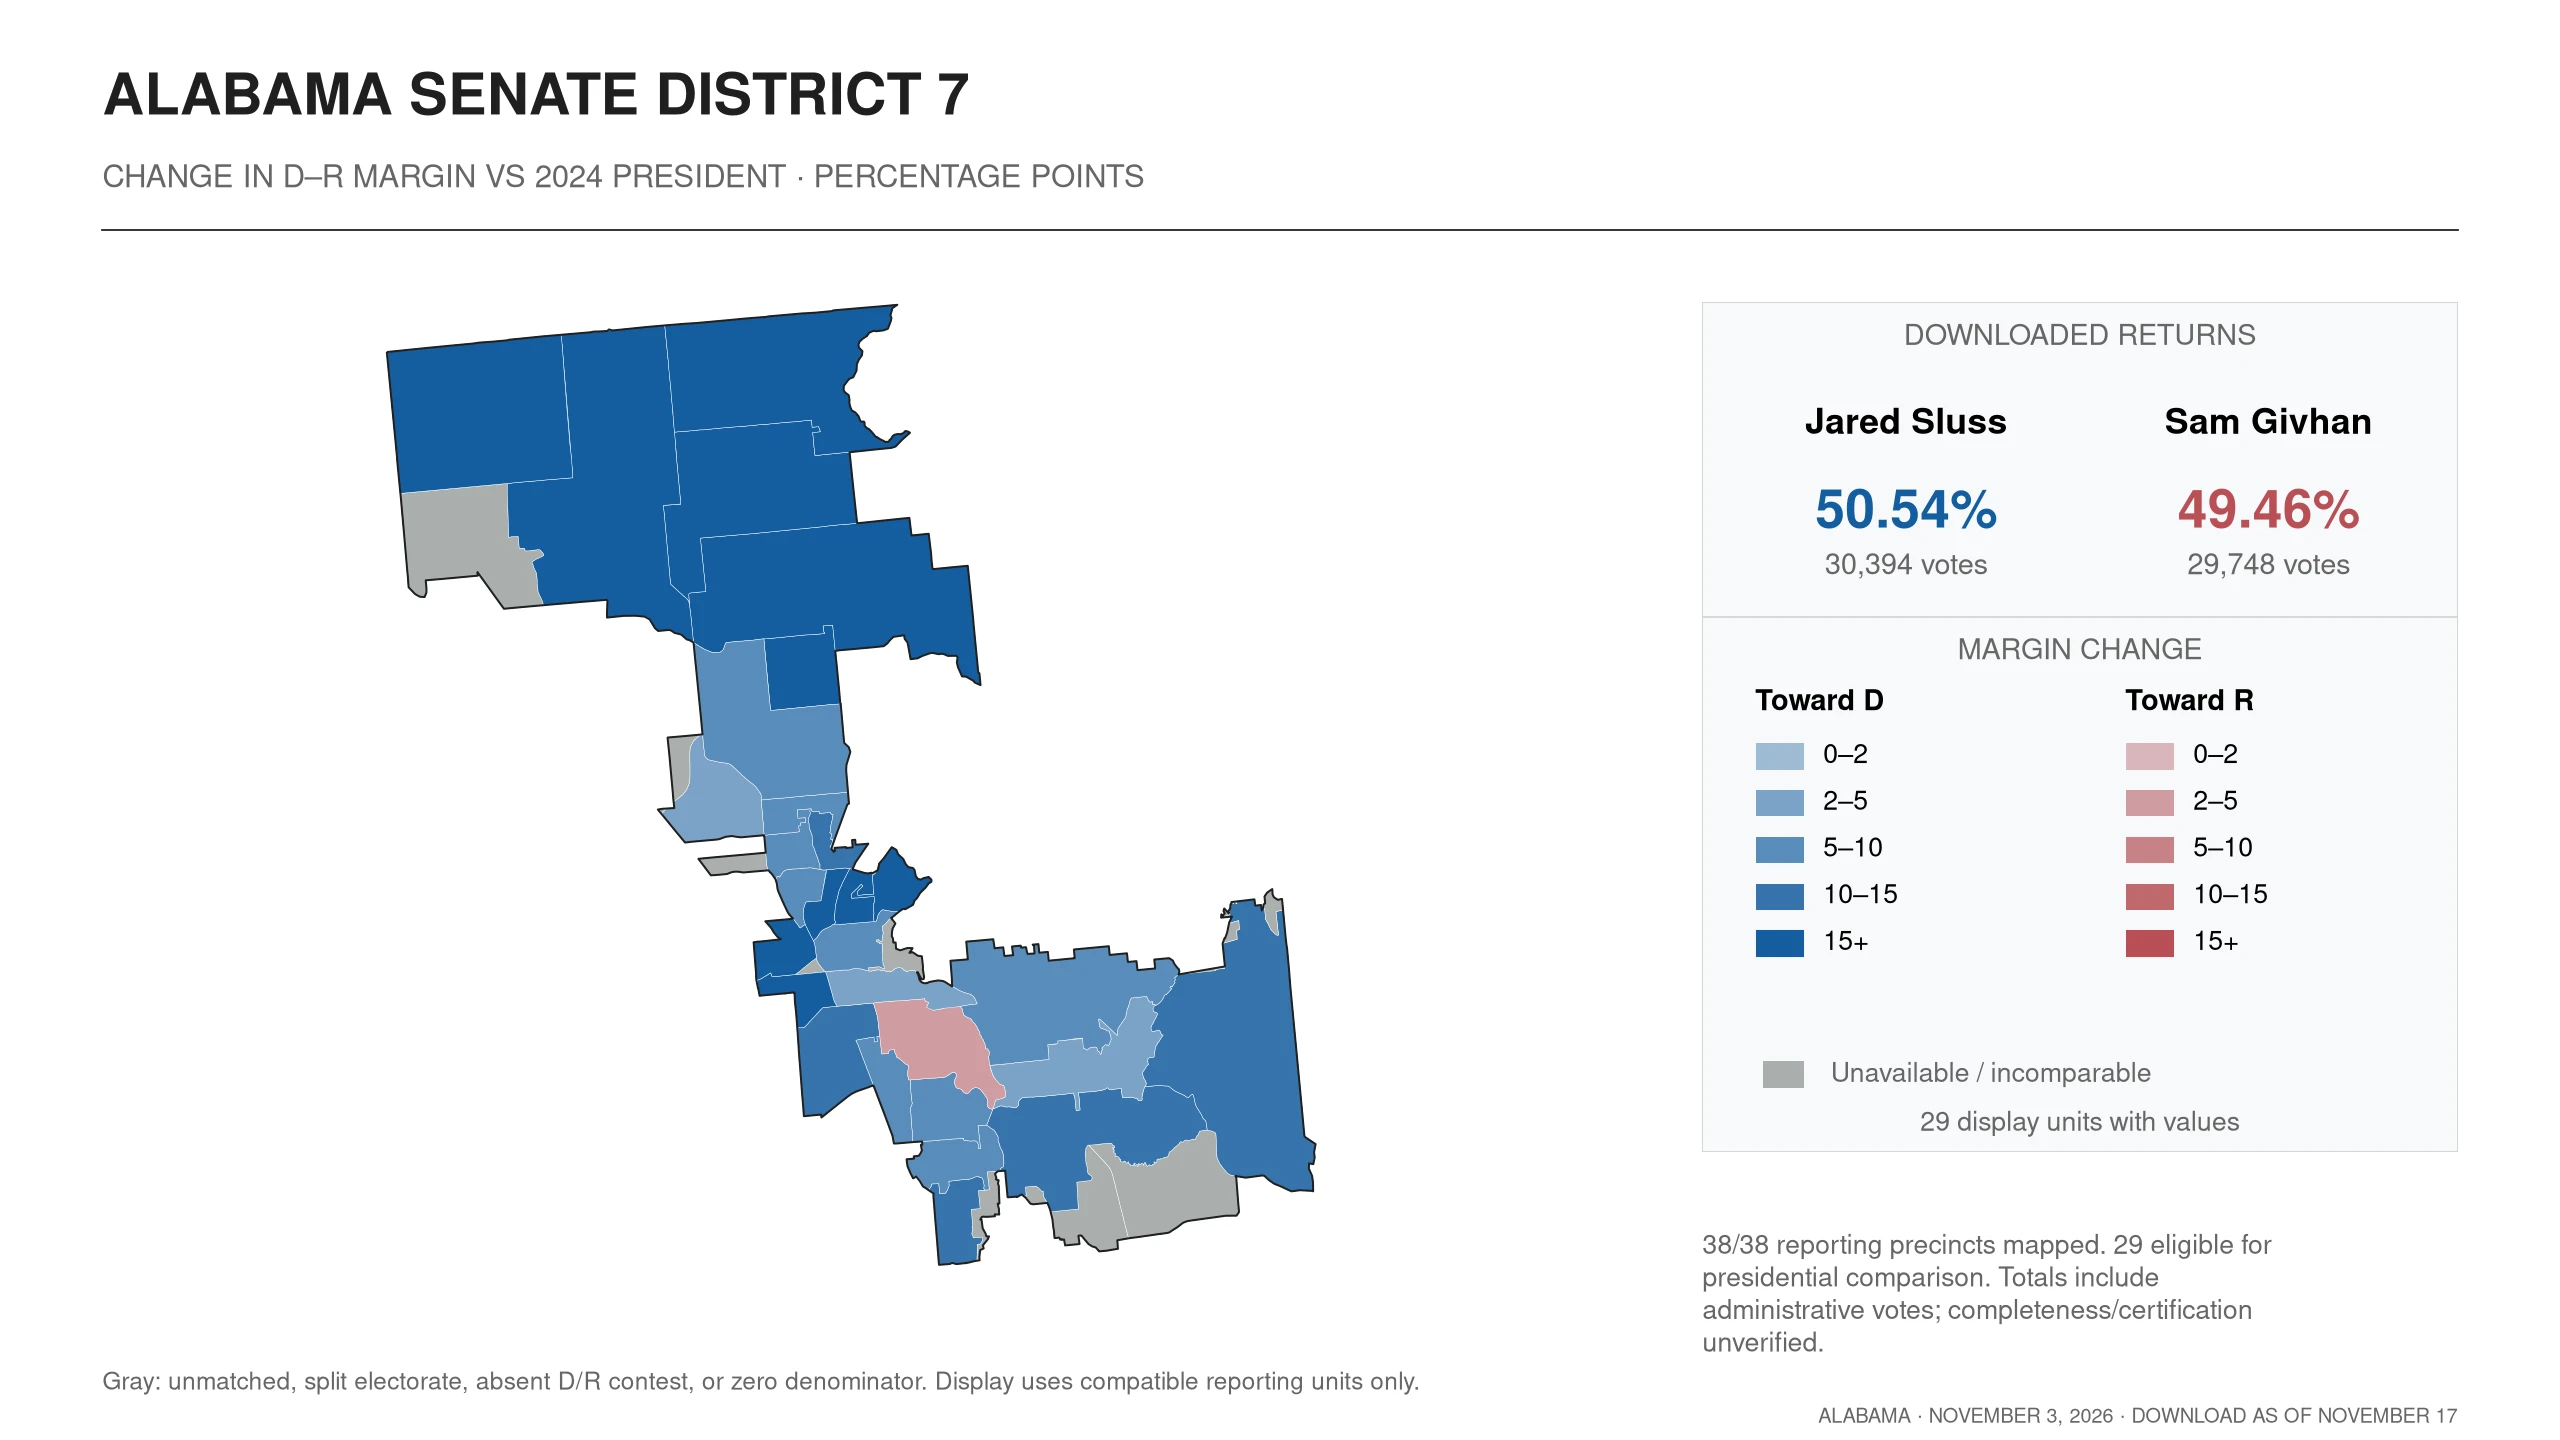 ALABAMA SENATE DISTRICT 7
CHANGE IN D–R MARGIN VS 2024 PRESIDENT · PERCENTAGE POINTS
DOWNLOADED RETURNS
Jared Sluss
Sam Givhan
50.54%
49.46%
30,394 votes
29,748 votes
MARGIN CHANGE
Toward D
Toward R
0–2
0–2
2–5
2–5
5–10
5–10
10–15
10–15
15+
15+
Unavailable / incomparable
29 display units with values
38/38 reporting precincts mapped. 29 eligible for
presidential comparison. Totals include
administrative votes; completeness/certification
unverified.
Gray: unmatched, split electorate, absent D/R contest, or zero denominator. Display uses compatible reporting units only.
ALABAMA · NOVEMBER 3, 2026 · DOWNLOAD AS OF NOVEMBER 17